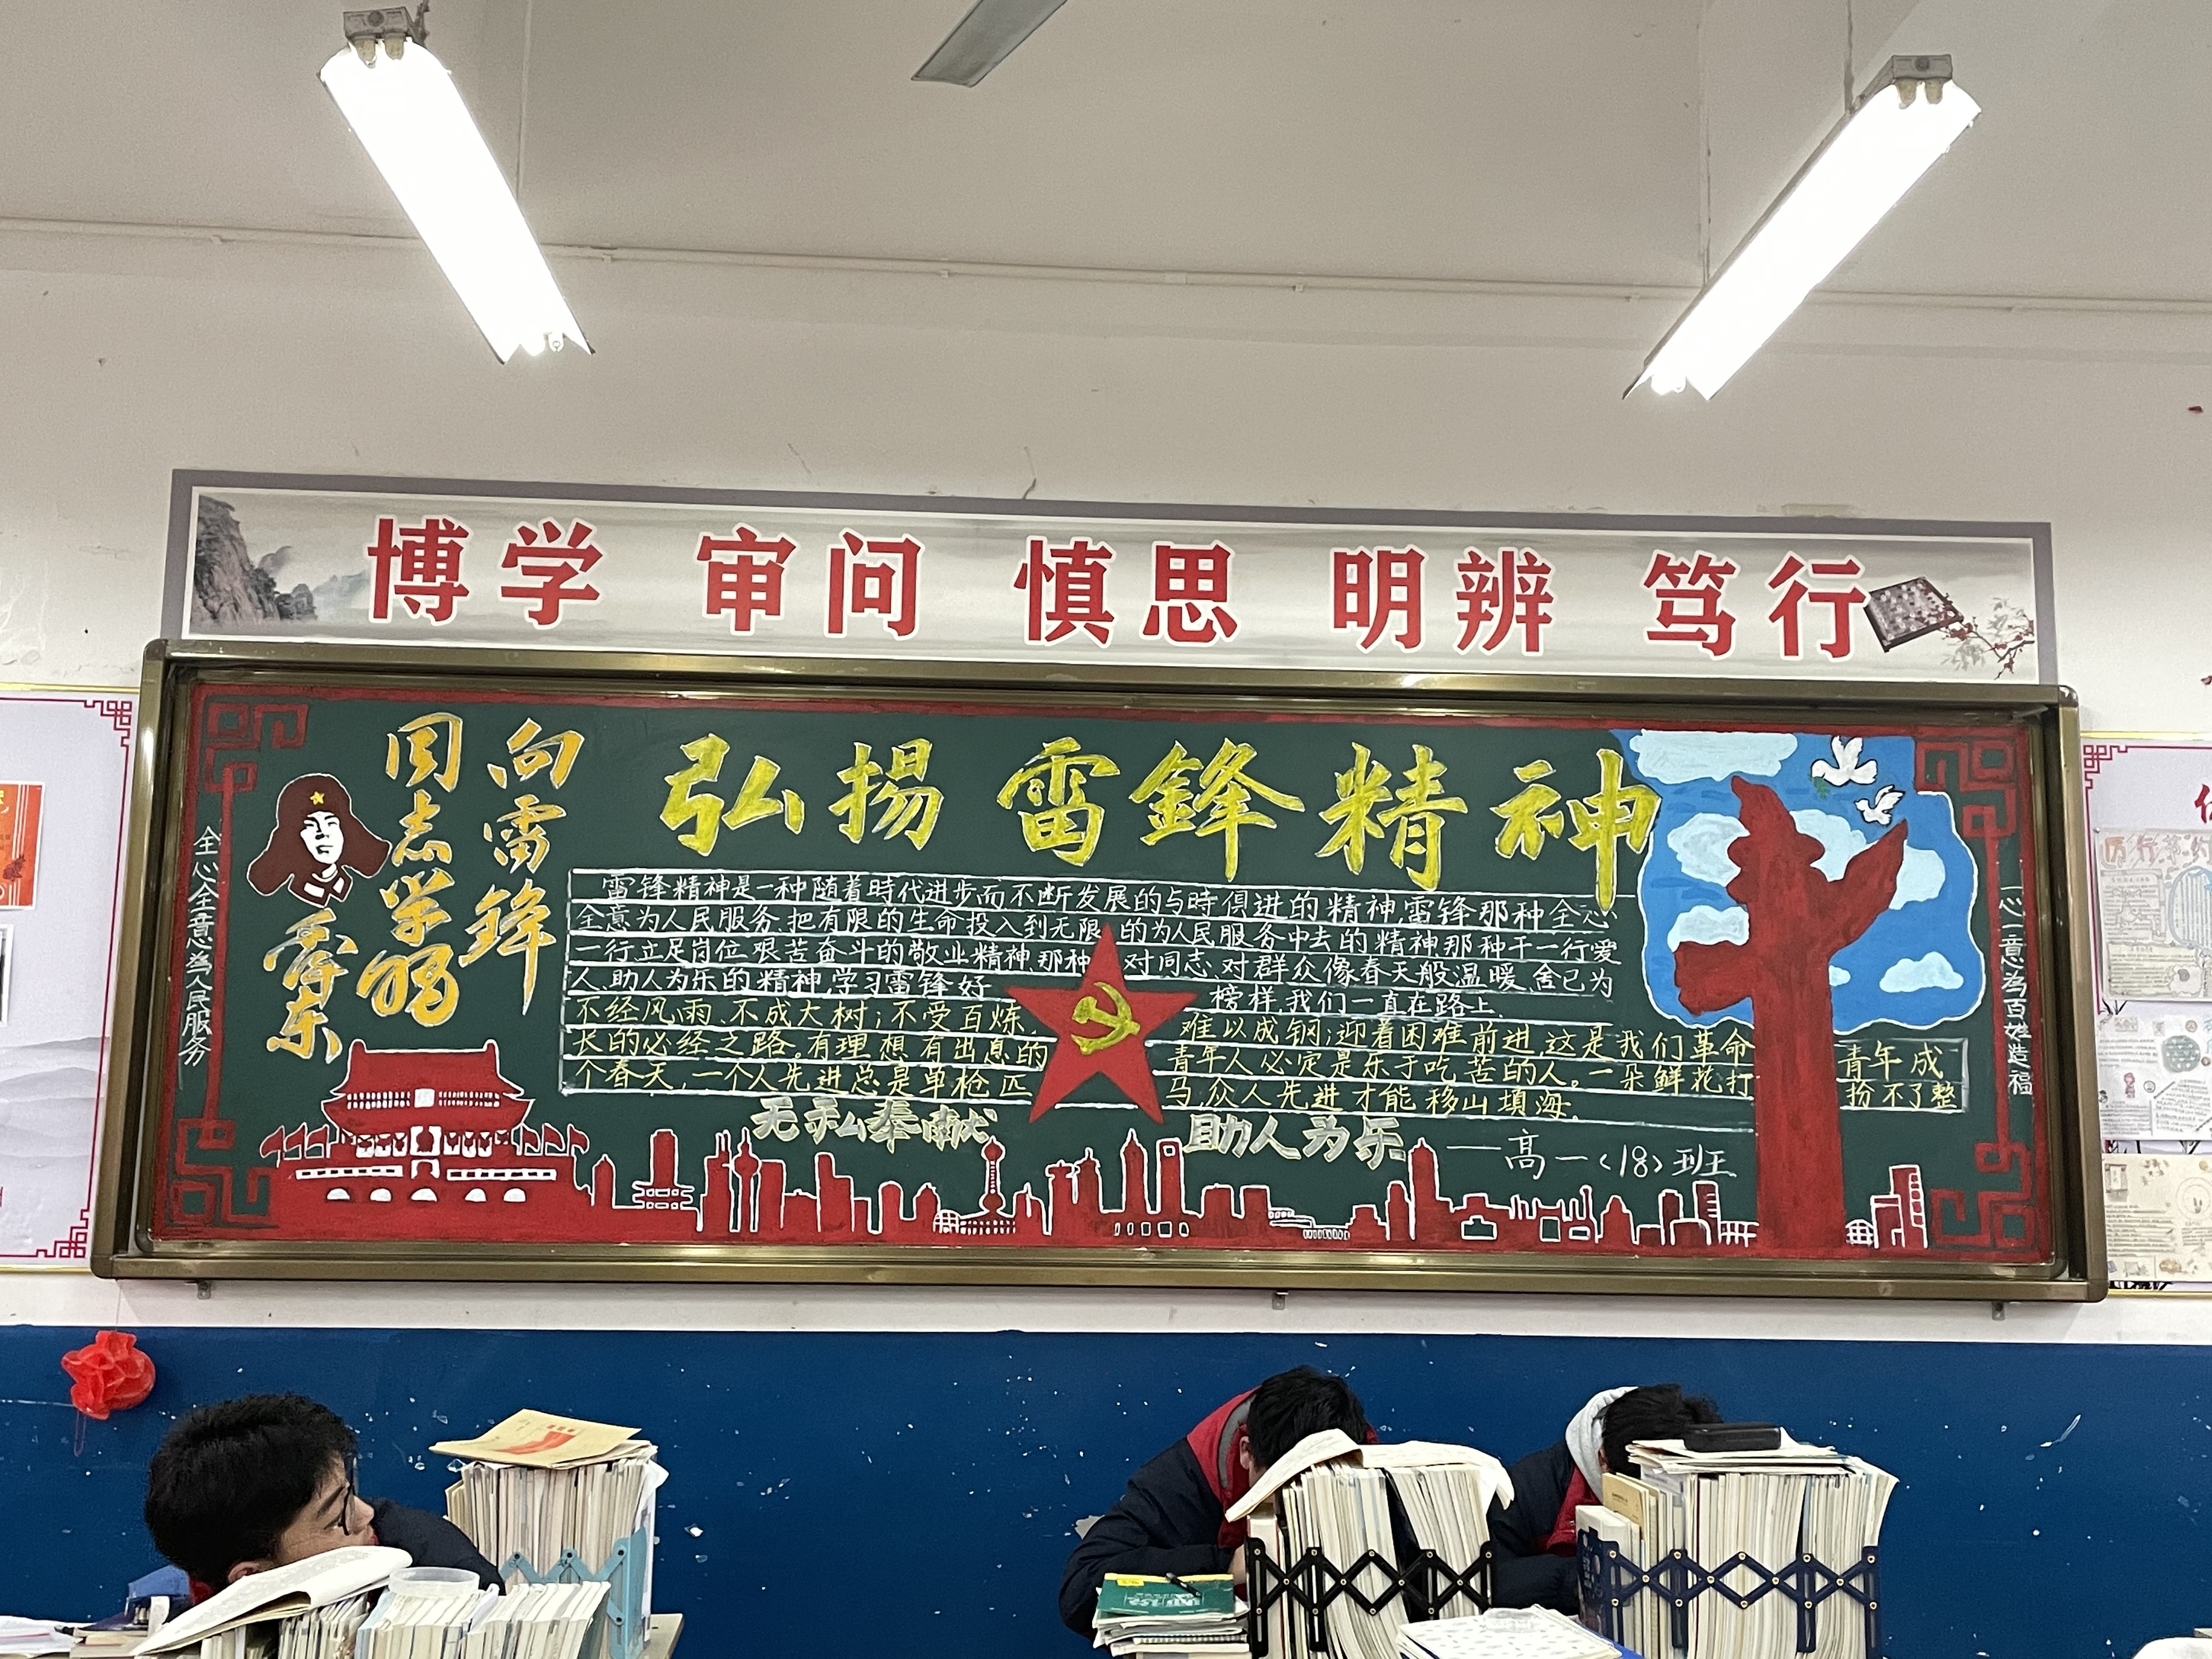 博学 审问 慎思 明辨 笃行
弘揚雷鋒精神
向雷鋒
同志学習
毛泽东
全心全意為人民服务
一心一意為百姓造福
雷锋精神是一种随着時代进步而不断发展的与時俱进的精神,雷锋那种全心
全意为人民服务.把有限的生命投入到无限的为人民服务中去的精神,那种干一行爱
一行立足岗位.艰苦奋斗的敬业精神.那种对同志.对群众像春天般温暖.舍己为
人.助人为乐的精神,学习雷锋好榜样,我们一直在路上.
不经风雨.不成大树;不受百炼.难以成钢;迎着困难前进,这是我们革命青年成
长的必经之路。有理想有出息的青年人必定是乐于吃苦的人。一朵鲜花打扮不了整
个春天,一个人先进总是单枪匹马,众人先进才能移山填海.
无私奉献
助人为乐
——高一<18>班